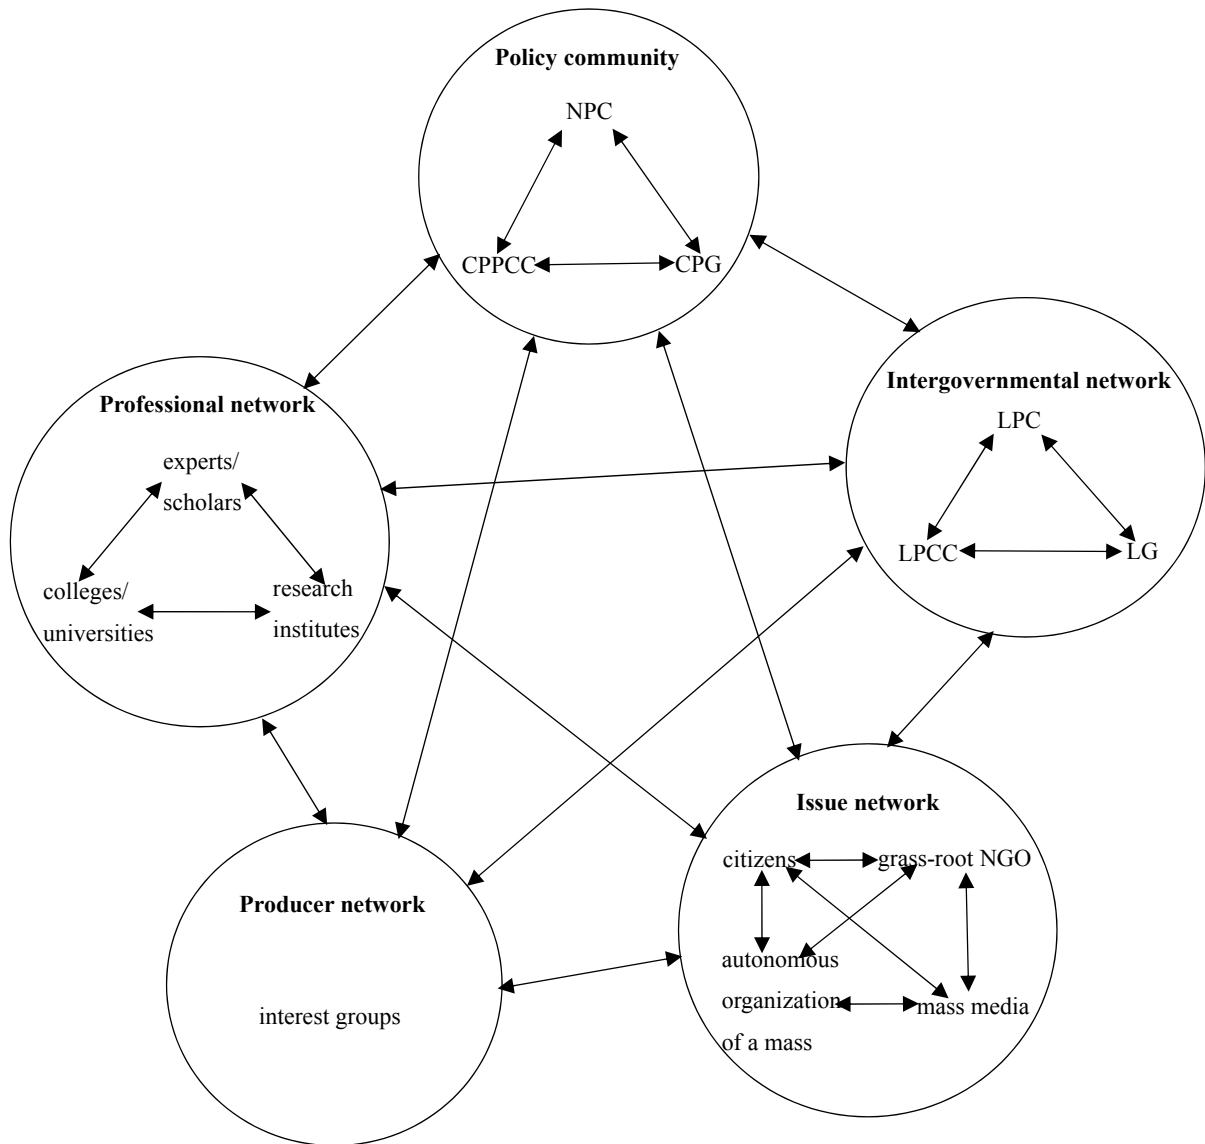 Policy community
NPC
CPPCC
CPG
Professional network
experts/
scholars
colleges/
universities
research
institutes
Intergovernmental network
LPC
LPCC
LG
Producer network
interest groups
Issue network
citizens
grass-root NGO
autonomous
organization
of a mass
mass media